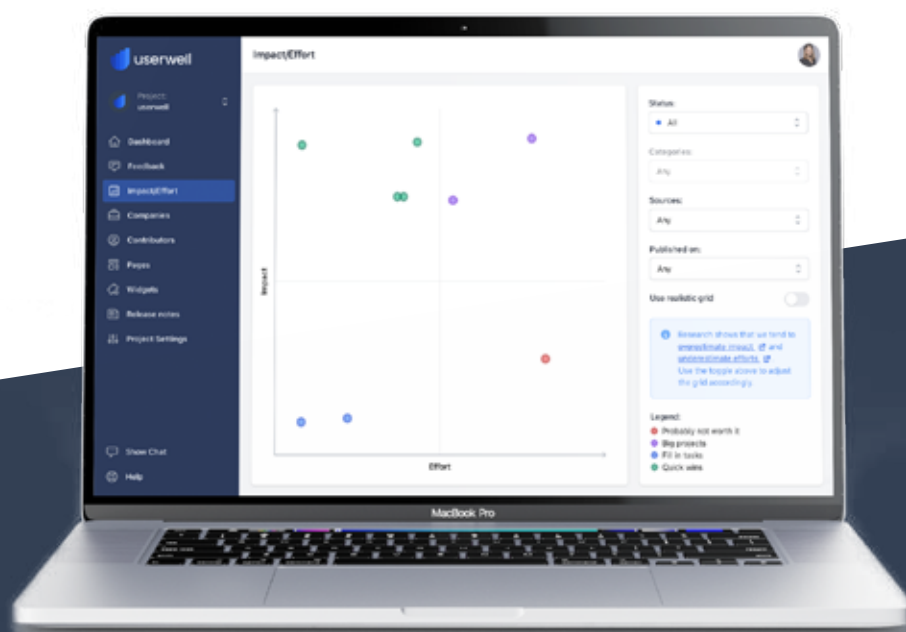 userwell
Impact/Effort
Project:
userwell
Status:
All
Dashboard
Feedback
Categories:
Any
Impact/Effort
Companies
Sources:
Any
Contributors
Published on:
Pages
Any
Impact
Widgets
Use realistic grid
Release notes
Project Settings
Research shows that we tend to
overestimate impact and
underestimate efforts.
Use the toggle above to adjust
the grid accordingly.
Legend:
Probably not worth it
Big projects
Show Chat
Fill in tasks
Effort
Quick wins
Help
MacBook Pro